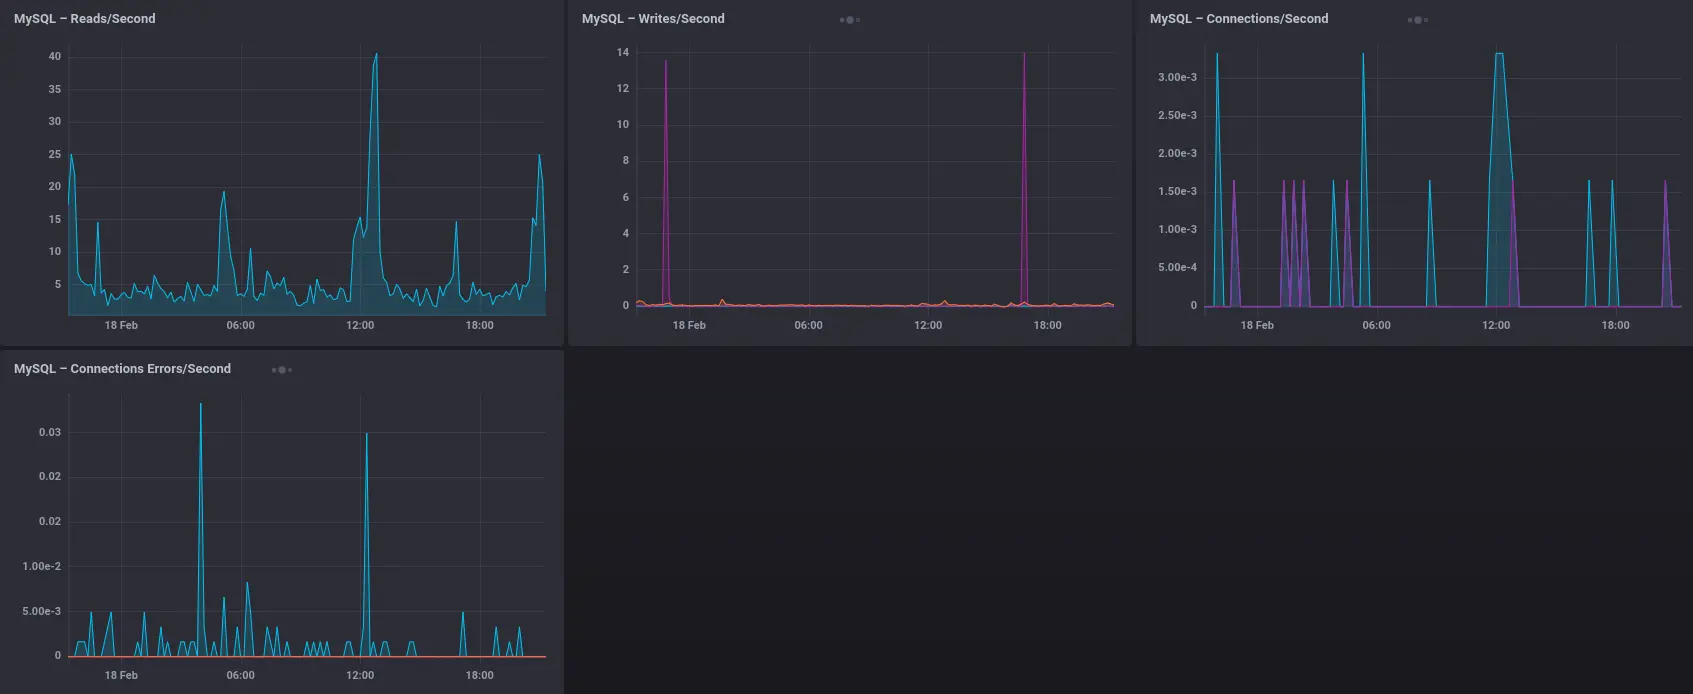 MySQL – Reads/Second
40
35
30
25
20
15
10
5
18 Feb 06:00 12:00 18:00
MySQL – Writes/Second
14
12
10
8
6
4
2
0
18 Feb 06:00 12:00 18:00
MySQL – Connections/Second
3.00e-3
2.50e-3
2.00e-3
1.50e-3
1.00e-3
5.00e-4
0
18 Feb 06:00 12:00 18:00
MySQL – Connections Errors/Second
0.03
0.02
0.02
1.00e-2
5.00e-3
0
18 Feb 06:00 12:00 18:00